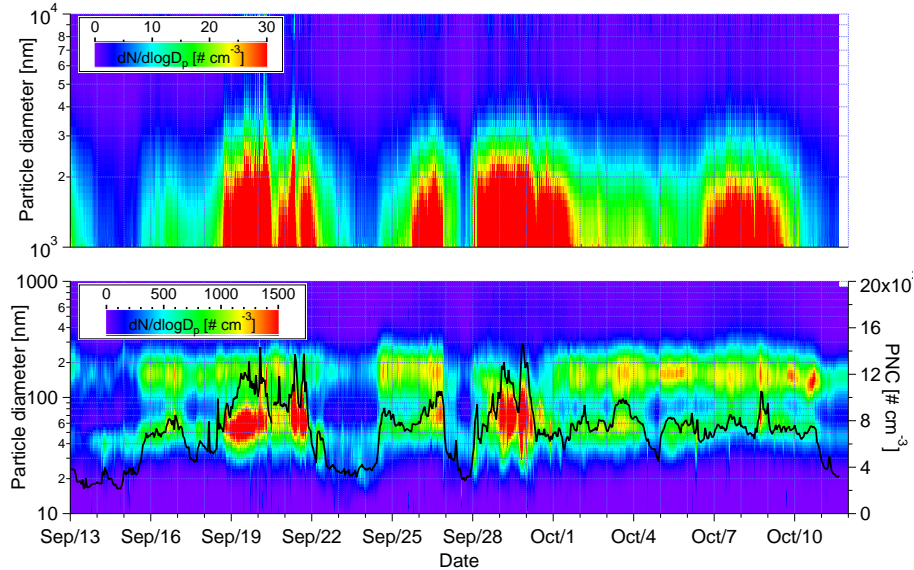 10⁴
8
6
4
3
2
10³
Particle diameter [nm]
0 10 20 30
dN/dlogDₚ [# cm⁻³]
1000
6
4
3
2
100
8
6
4
2
10
Particle diameter [nm]
0 500 1000 1500
dN/dlogDₚ [# cm⁻³]
20x10
16
12
8
4
0
PNC [# cm⁻³]
Sep/13 Sep/16 Sep/19 Sep/22 Sep/25 Sep/28 Oct/1 Oct/4 Oct/7 Oct/10
Date